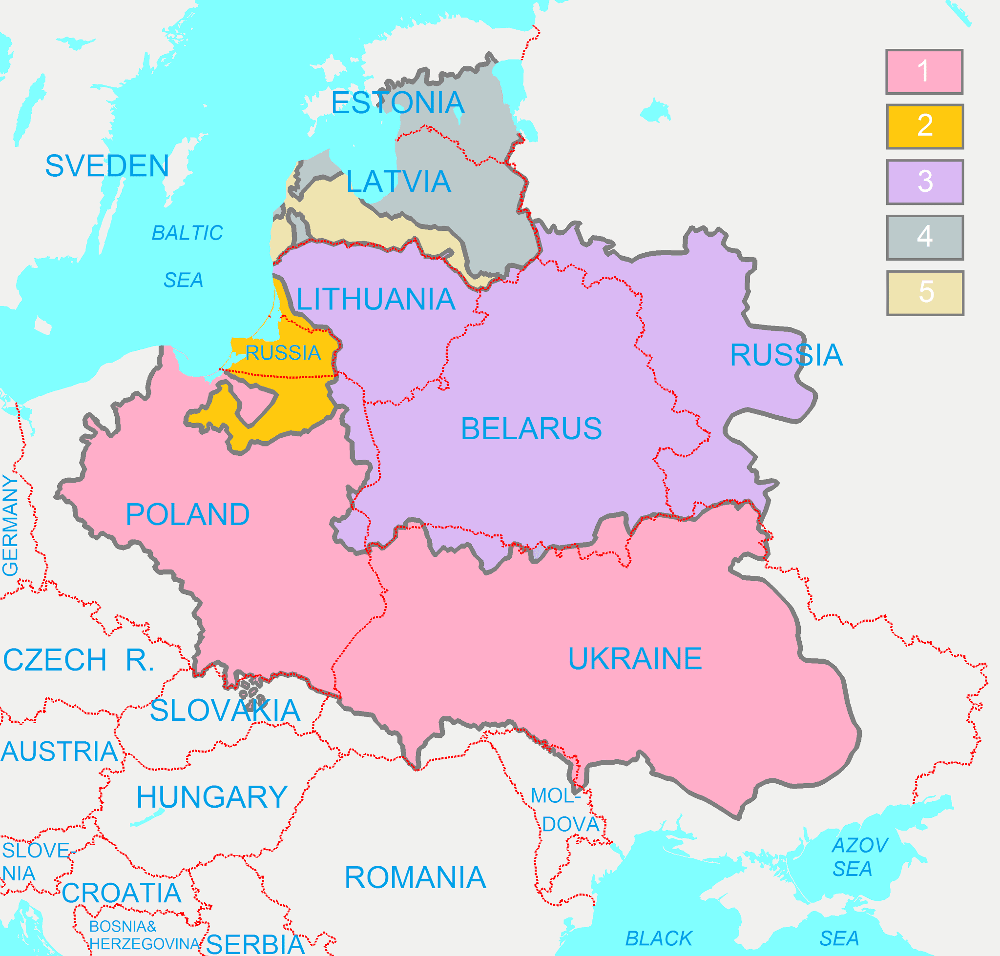 1
2
ESTONIA
SVEDEN
3
LATVIA
BALTIC
4
SEA
5
LITHUANIA
RUSSIA
RUSSIA
BELARUS
GERMANY
POLAND
UKRAINE
CZECH R.
SLOVAKIA
AUSTRIA
HUNGARY
MOL-
DOVA
SLOVE-
NIA
AZOV
SEA
ROMANIA
CROATIA
BOSNIA&
HERZEGOVINA
SERBIA
BLACK SEA